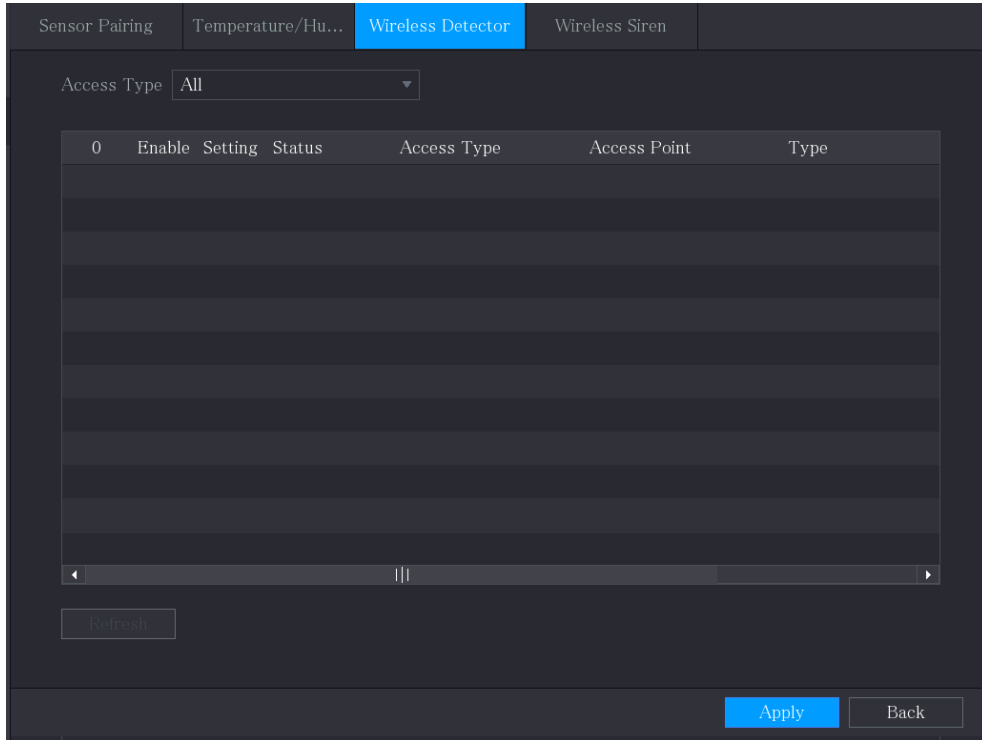 Sensor Pairing Temperature/Hu... Wireless Detector Wireless Siren
Access Type All
0 Enable Setting Status Access Type Access Point Type
Refresh
Apply Back